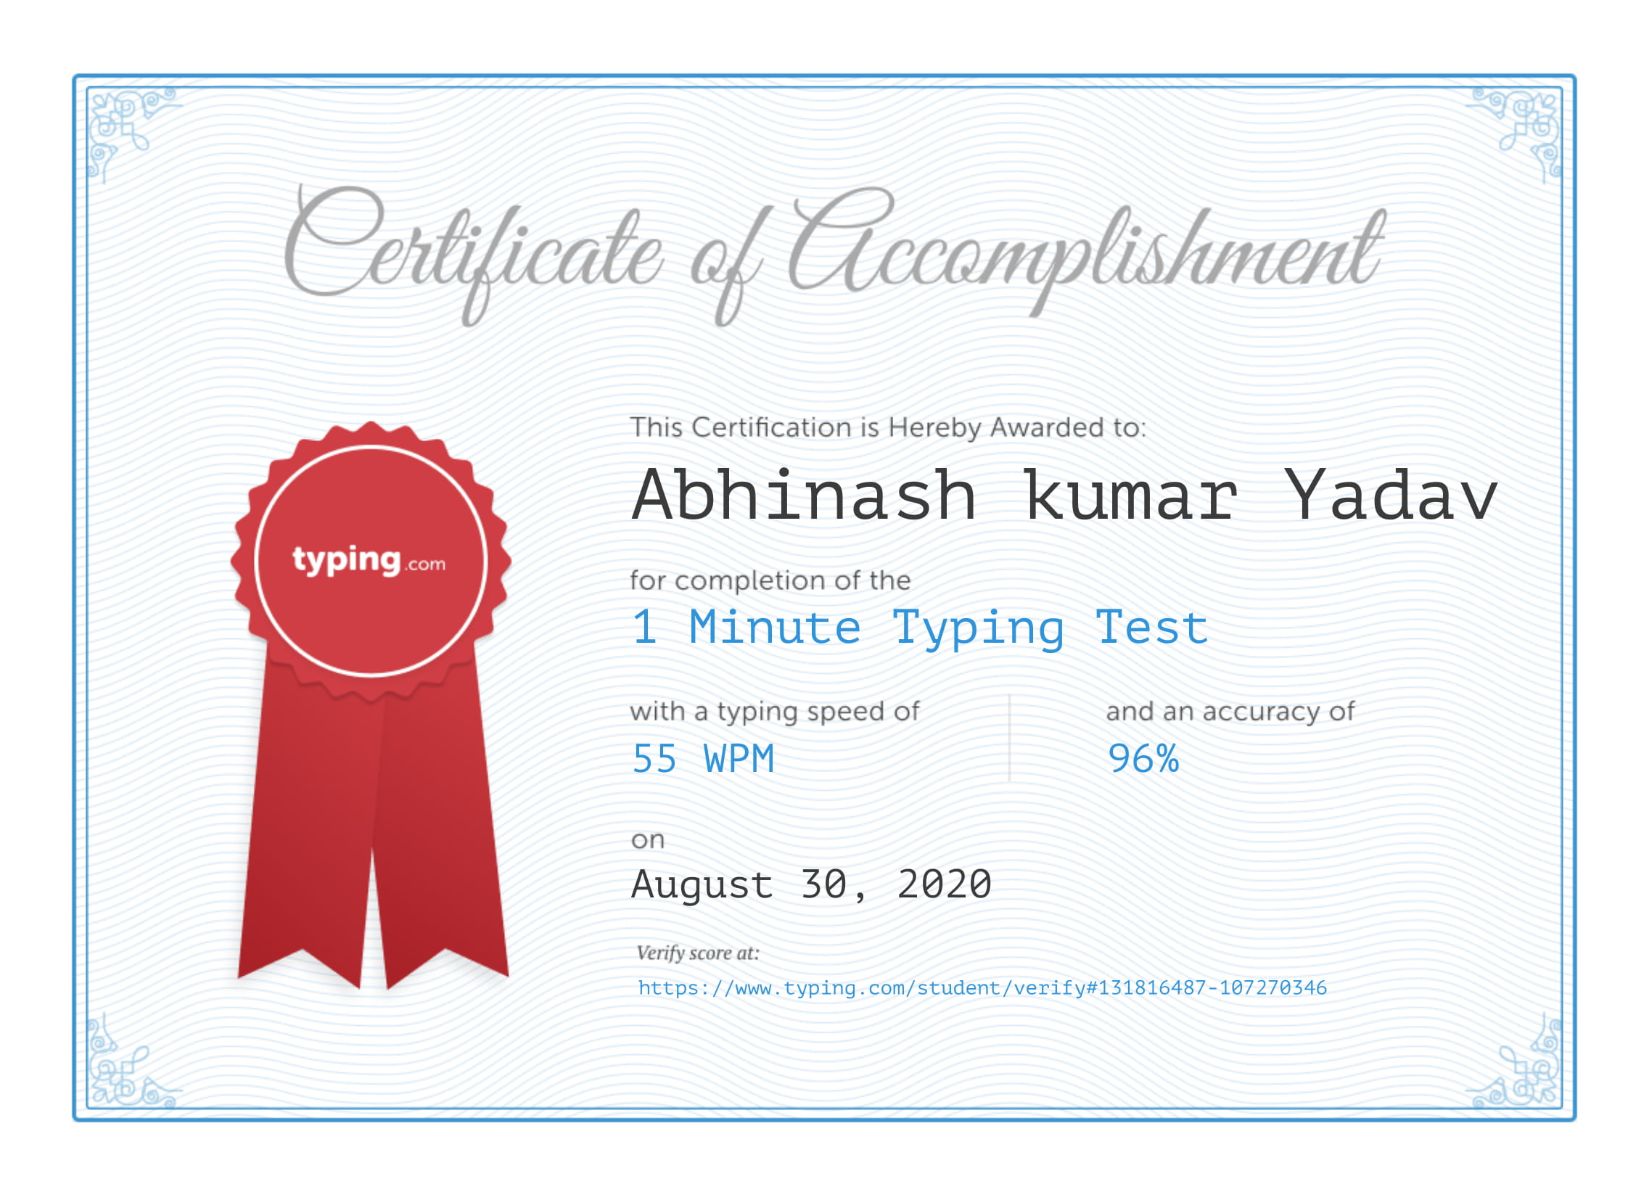 Certificate of Accomplishment
This Certification is Hereby Awarded to:
Abhinash kumar Yadav
typing.com
for completion of the
1 Minute Typing Test
with a typing speed of
and an accuracy of
55 WPM
96%
on
August 30, 2020
Verify score at:
https://www.typing.com/student/verify#131816487-107270346